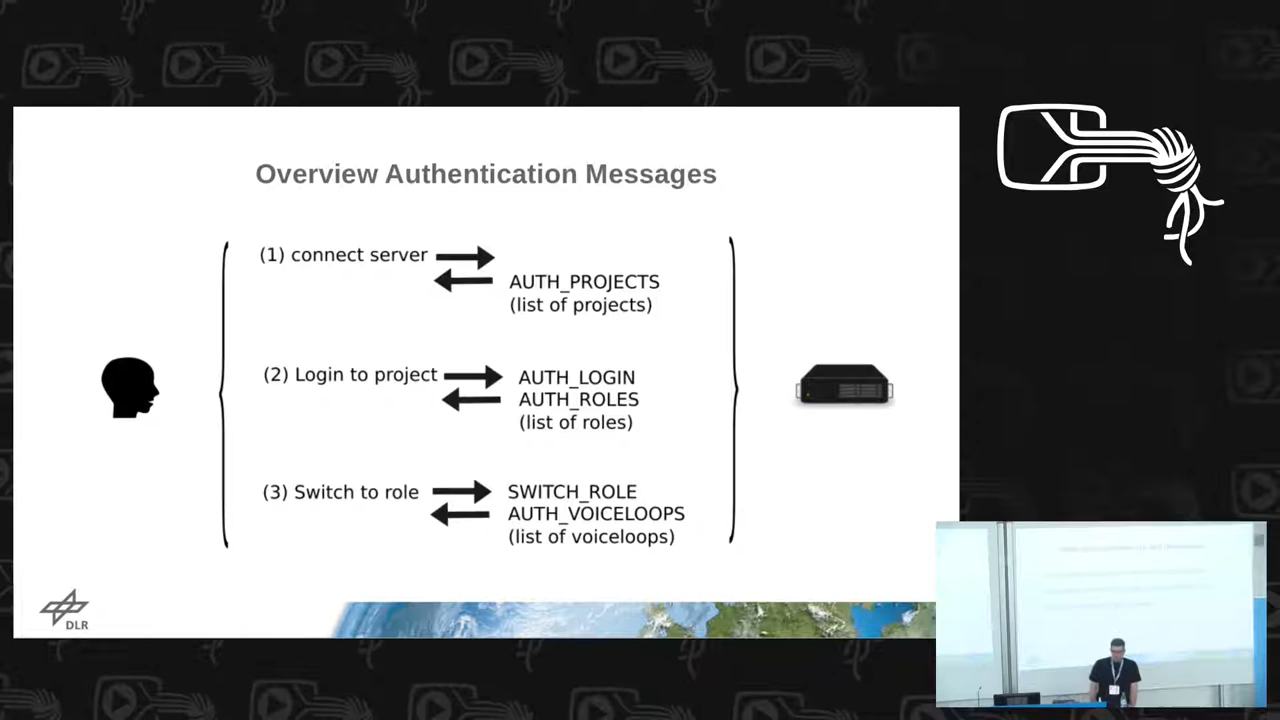 Overview Authentication Messages
(1) connect server
AUTH_PROJECTS
(list of projects)
(2) Login to project
AUTH_LOGIN
AUTH_ROLES
(list of roles)
(3) Switch to role
SWITCH_ROLE
AUTH_VOICELOOPS
(list of voiceloops)
DLR